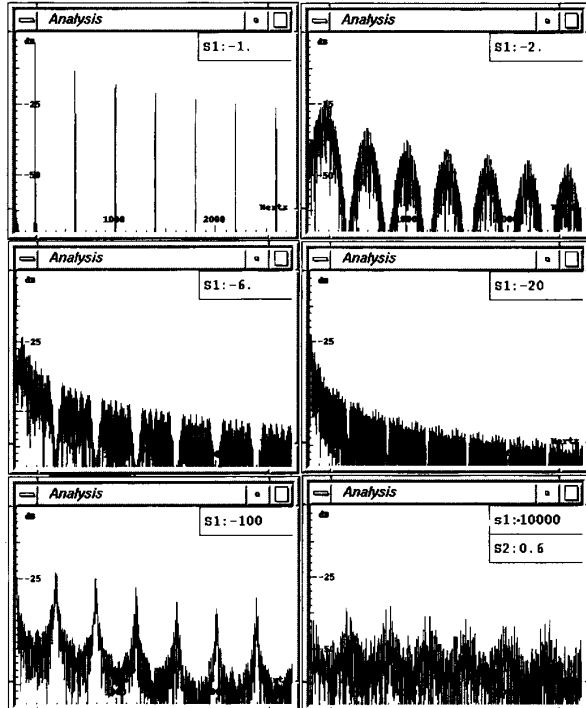 Analysis
Analysis
dB
S1:-1.
dB
S1:-2.
-25
-25
-50
-50
Hertz
1000
2000
Analysis
Analysis
dB
S1:-6.
dB
S1:-20
-25
-25
Hertz
Analysis
Analysis
dB
S1:-100
dB
s1:-10000
S2:0.6
-25
-25